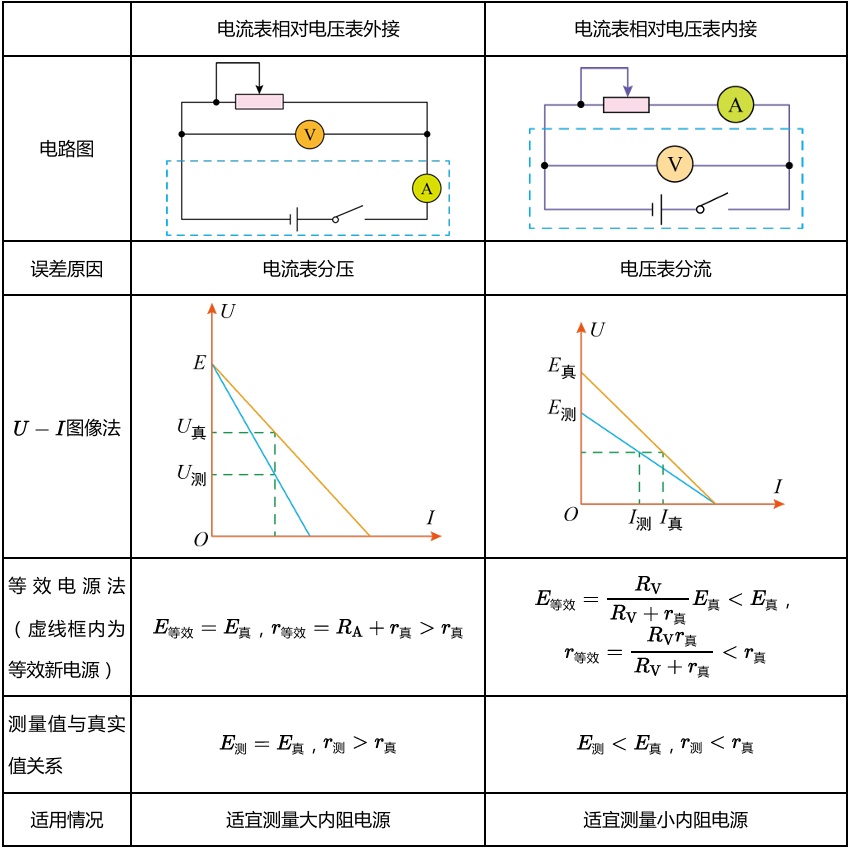 电流表相对电压表外接
电流表相对电压表内接
电路图
V
A
A
V
误差原因
电流表分压
电压表分流
U − I图像法
U
E
U真
U测
O
I
U
E真
E测
O
I测
I真
I
等效电源法
（虚线框内为
等效新电源）
E等效 = E真，r等效 = R_A + r真 > r真
E等效 = \frac{R_V}{R_V + r真} E真 < E真，
r等效 = \frac{R_V r真}{R_V + r真} < r真
测量值与真实
值关系
E测 = E真，r测 > r真
E测 < E真，r测 < r真
适用情况
适宜测量大内阻电源
适宜测量小内阻电源